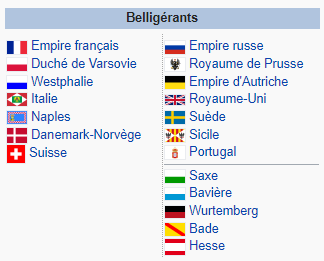 Belligérants
Empire français
Duché de Varsovie
Westphalie
Italie
Naples
Danemark-Norvège
Suisse
Empire russe
Royaume de Prusse
Empire d'Autriche
Royaume-Uni
Suède
Sicile
Portugal
Saxe
Bavière
Wurtemberg
Bade
Hesse